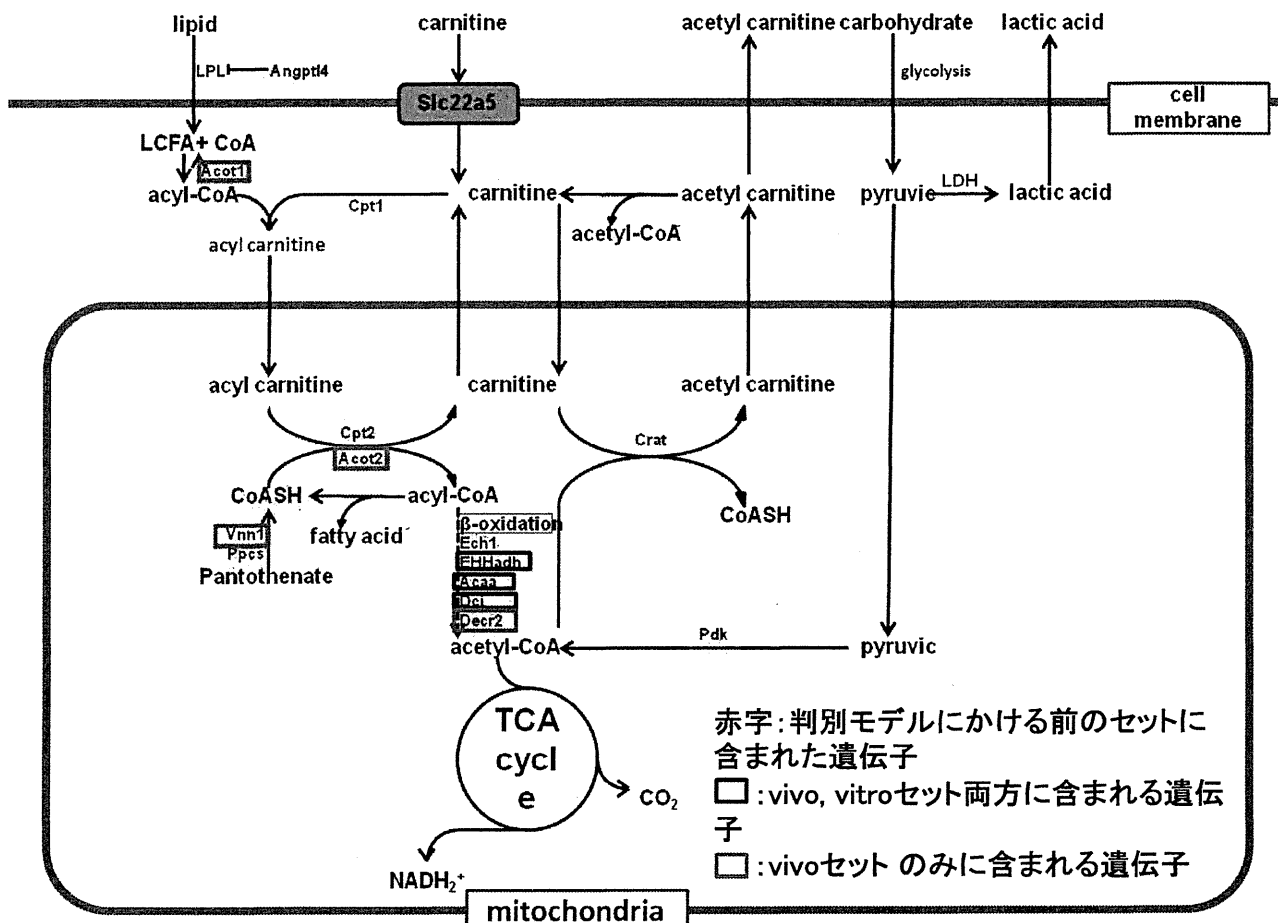 lipid
carnitine
acetyl carnitine
carbohydrate
lactic acid
LPL
Angptl4
glycolysis
Slc22a5
cell
membrane
LCFA + CoA
Acot1
acyl-CoA
Cpt1
carnitine
acetyl carnitine
pyruvic
LDH
lactic acid
acyl carnitine
acetyl-CoA
acyl carnitine
carnitine
acetyl carnitine
Cpt2
Crat
Acot2
CoASH
acyl-CoA
CoASH
fatty acid
β-oxidation
Vnn1
Ppcs
Pantothenate
Ech1
EHHadh
Acaa
Dci
Decr2
acetyl-CoA
Pdk
pyruvic
TCA
cycl
e
CO₂
NADH₂⁺
赤字:判別モデルにかける前のセットに
含まれた遺伝子
:vivo, vitroセット両方に含まれる遺伝
子
:vivoセット のみに含まれる遺伝子
mitochondria